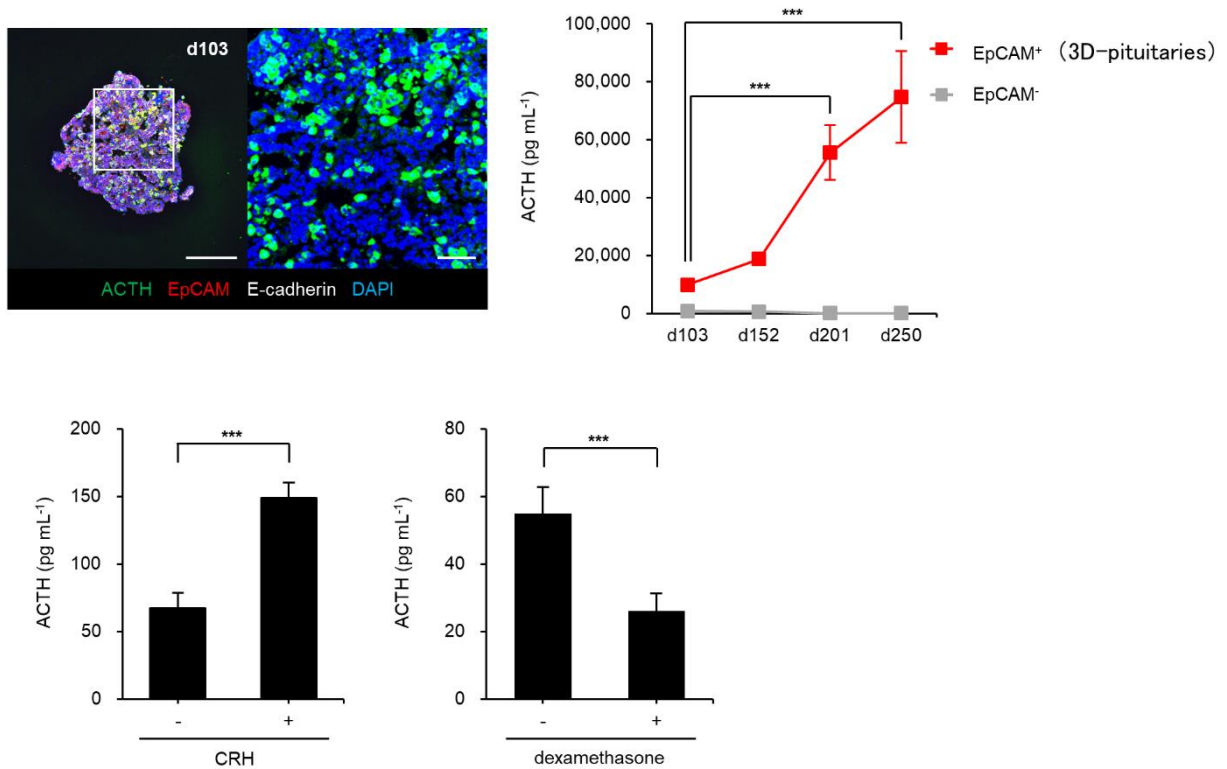 d103
ACTH EpCAM E-cadherin DAPI
ACTH (pg mL⁻¹)
100,000
80,000
60,000
40,000
20,000
0
d103 d152 d201 d250
***
***
EpCAM⁺ （3D-pituitaries）
EpCAM⁻
ACTH (pg mL⁻¹)
200
150
100
50
0
***
- +
CRH
ACTH (pg mL⁻¹)
80
60
40
20
0
***
- +
dexamethasone